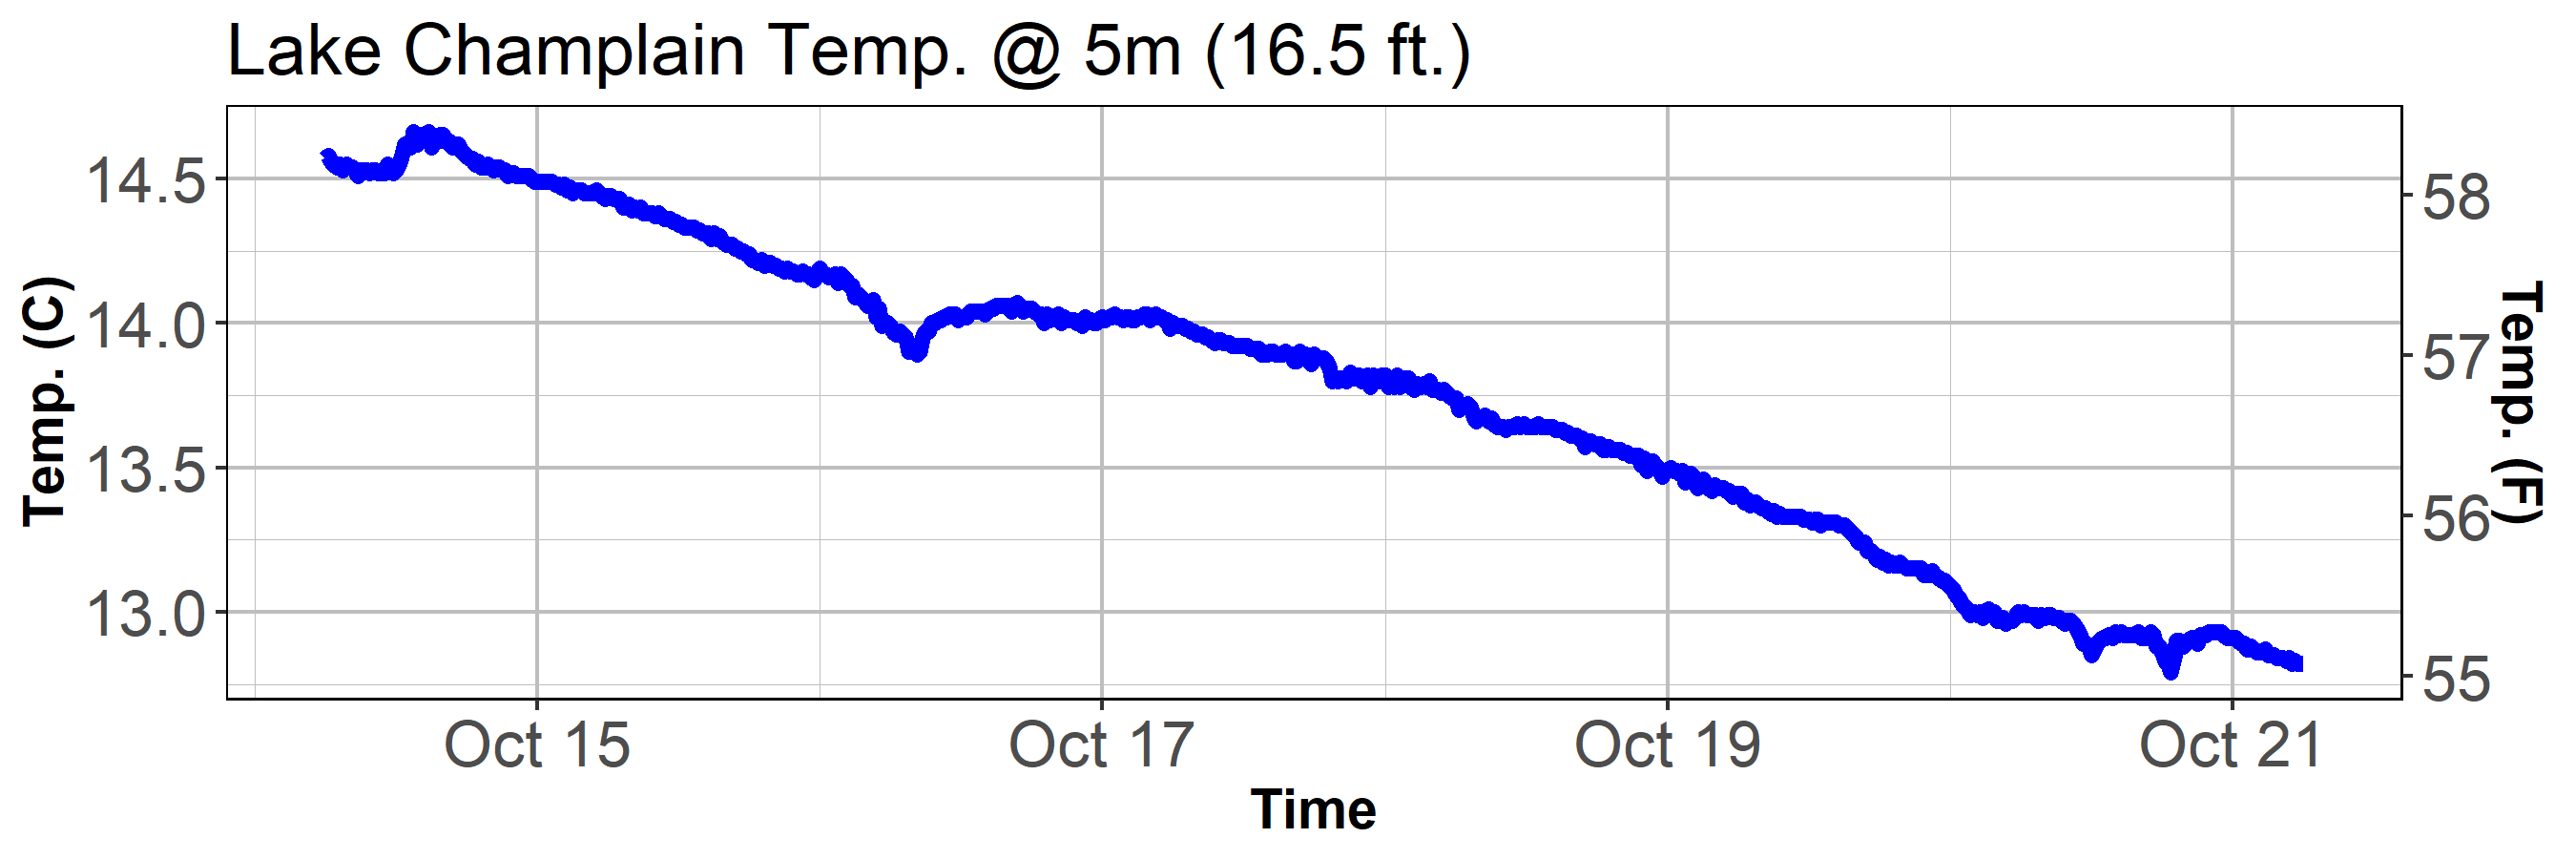 Lake Champlain Temp. @ 5m (16.5 ft.)
Temp. (C)
14.5
14.0
13.5
13.0
58
57
56
55
Temp. (F)
Oct 15
Oct 17
Oct 19
Oct 21
Time